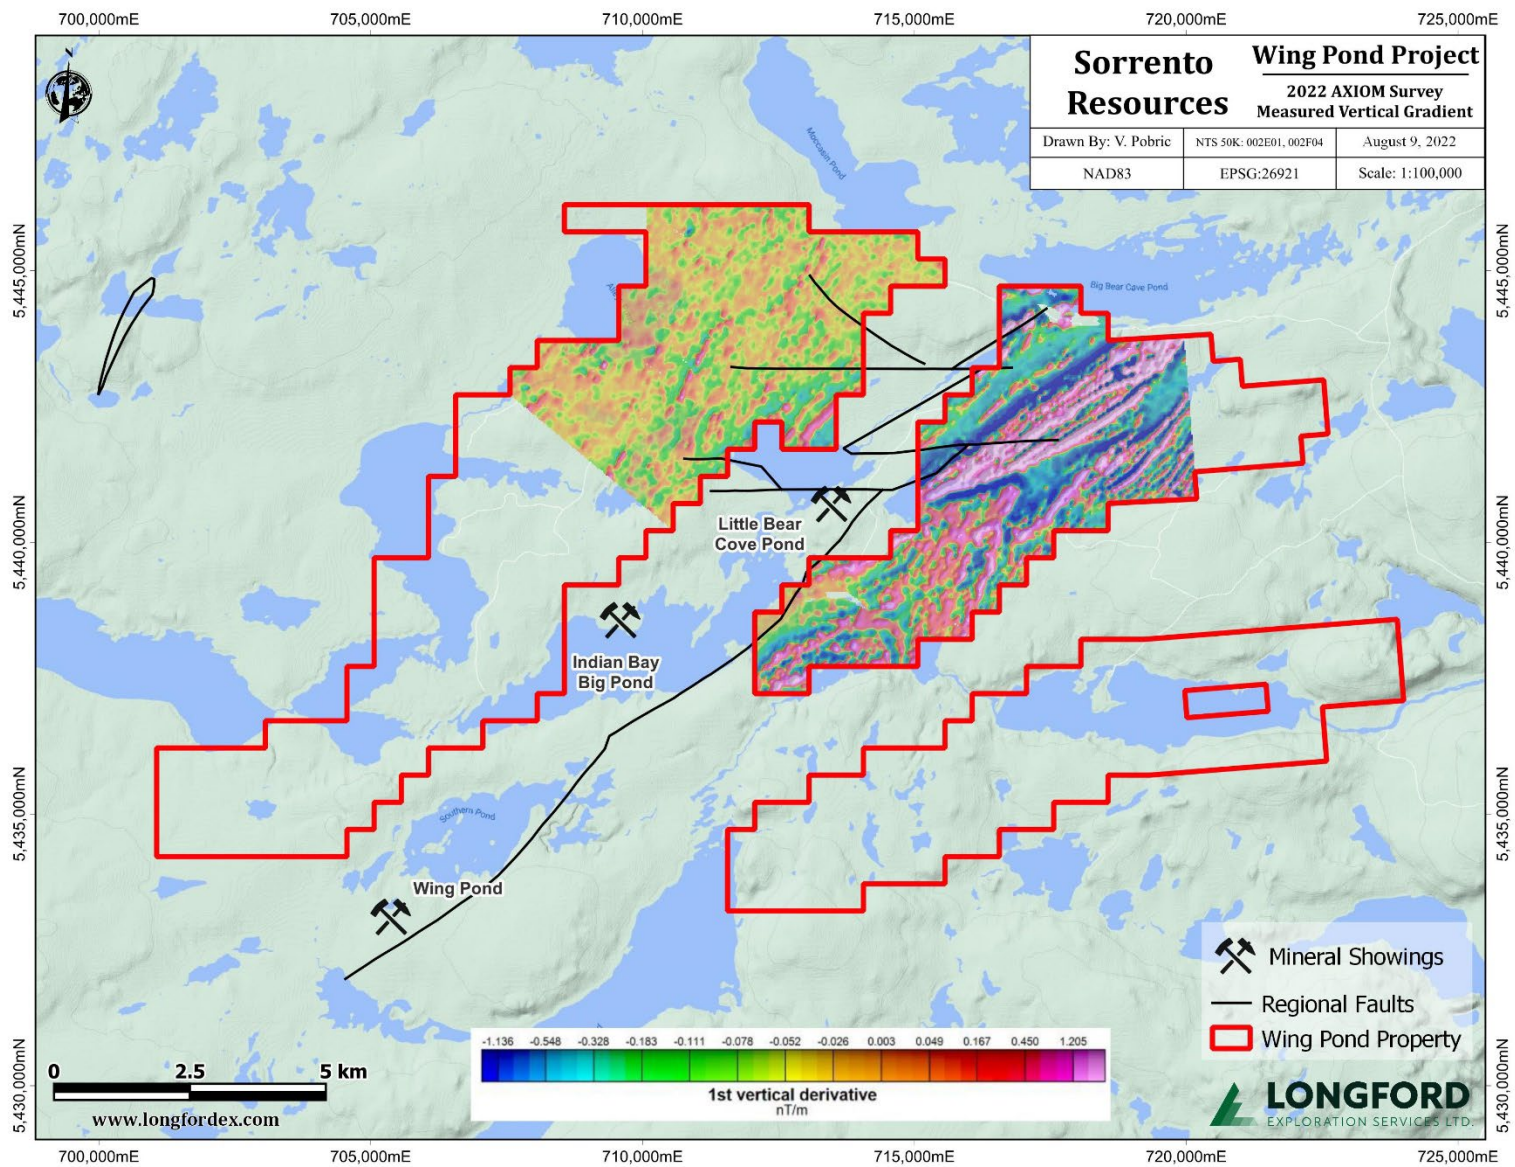 700,000mE 705,000mE 710,000mE 715,000mE 720,000mE 725,000mE
N
Sorrento
Resources
Wing Pond Project
2022 AXIOM Survey
Measured Vertical Gradient
Drawn By: V. Pobric NTS 50K: 002E01, 002F04 August 9, 2022
NAD83 EPSG:26921 Scale: 1:100,000
Moccasin Pond
5,445,000mN
5,445,000mN
Big Bear Cove Pond
5,440,000mN
5,440,000mN
Little Bear
Cove Pond
Indian Bay
Big Pond
5,435,000mN
5,435,000mN
Southern Pond
Wing Pond
Mineral Showings
Regional Faults
Wing Pond Property
5,430,000mN
5,430,000mN
0 2.5 5 km
www.longfordex.com
-1.136 -0.548 -0.328 -0.183 -0.111 -0.078 -0.052 -0.026 0.003 0.049 0.167 0.450 1.205
1st vertical derivative
nT/m
LONGFORD
EXPLORATION SERVICES LTD.
700,000mE 705,000mE 710,000mE 715,000mE 720,000mE 725,000mE